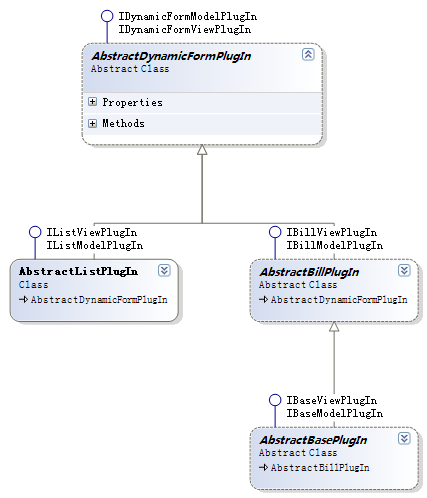 IDynamicFormModelPlugIn
IDynamicFormViewPlugIn
AbstractDynamicFormPlugIn
Abstract Class
Properties
Methods
IListViewPlugIn
IListModelPlugIn
AbstractListPlugIn
Class
AbstractDynamicFormPlugIn
IBillViewPlugIn
IBillModelPlugIn
AbstractBillPlugIn
Abstract Class
AbstractDynamicFormPlugIn
IBaseViewPlugIn
IBaseModelPlugIn
AbstractBasePlugIn
Abstract Class
AbstractBillPlugIn